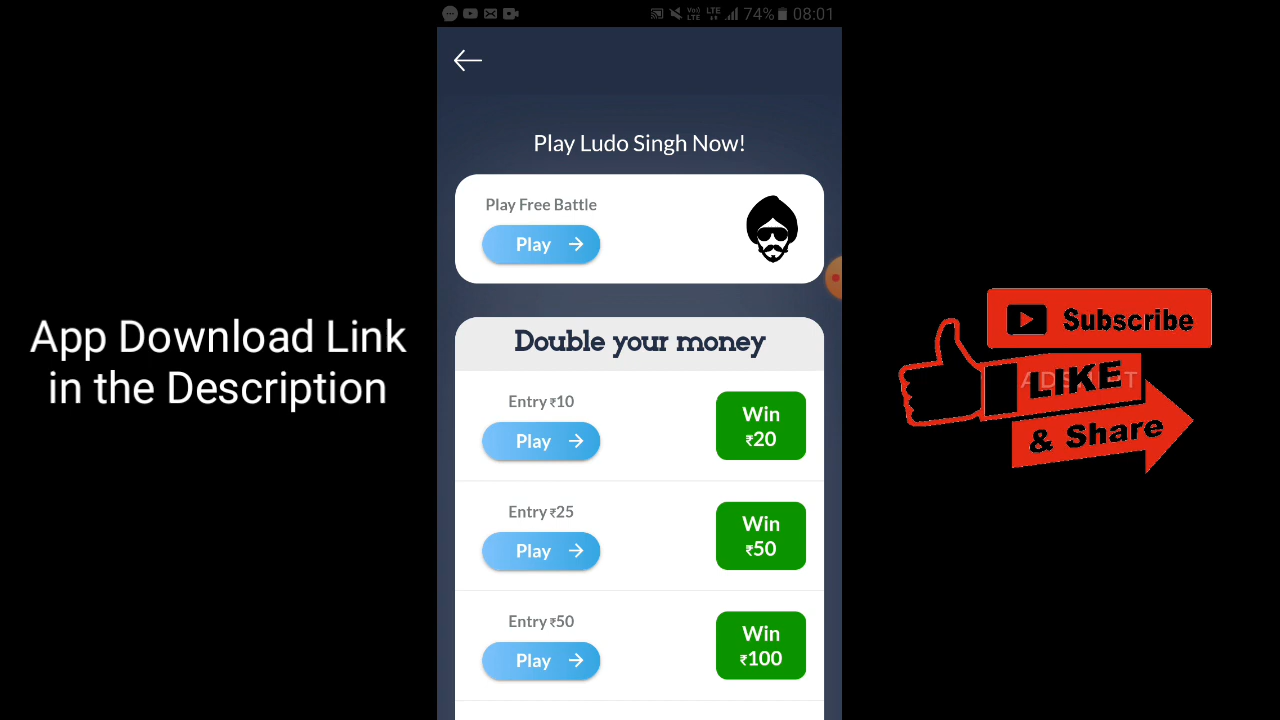 74% 08:01
Play Ludo Singh Now!
Play Free Battle
Play
Double your money
Entry ₹10
Play
Win
₹20
Entry ₹25
Play
Win
₹50
Entry ₹50
Play
Win
₹100
App Download Link
in the Description
Subscribe
LIKE
& Share